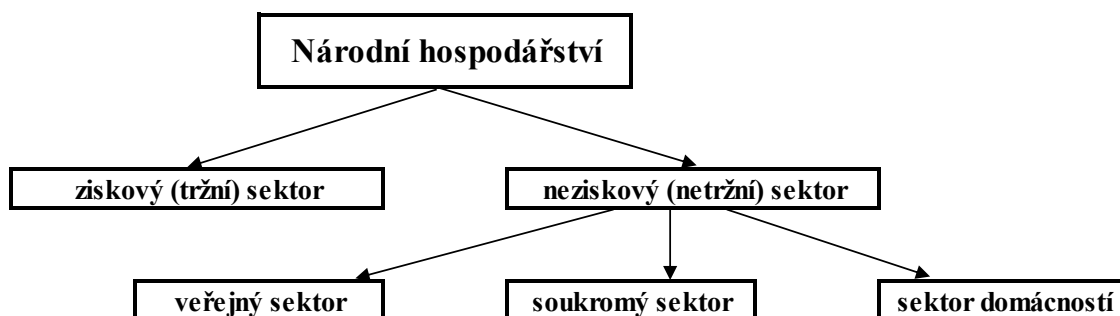 Národní hospodářství
ziskový (tržní) sektor
neziskový (netržní) sektor
veřejný sektor
soukromý sektor
sektor domácností